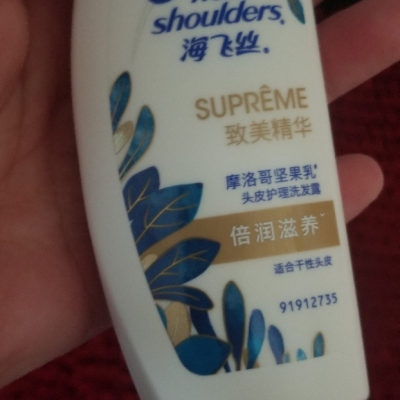 shoulders
海飞丝®
SUPRÊME
致美精华
摩洛哥坚果乳*
头皮护理洗发露
倍润滋养~
适合干性头皮
91912735